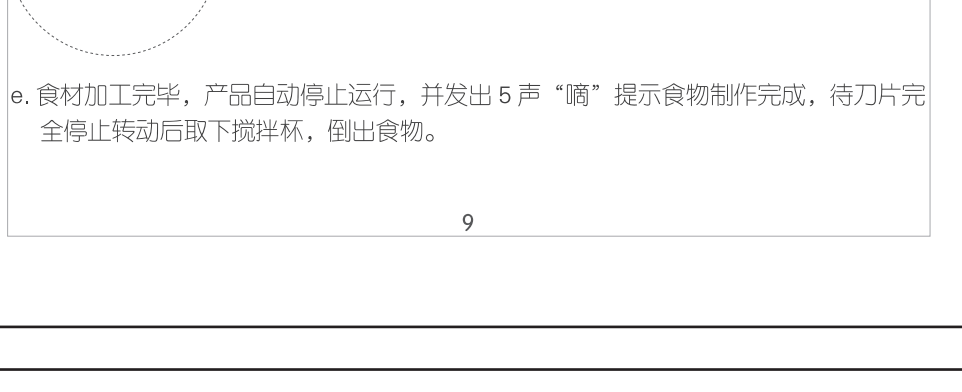 e. 食材加工完毕，产品自动停止运行，并发出 5 声“嘀”提示食物制作完成，待刀片完
全停止转动后取下搅拌杯，倒出食物。
9